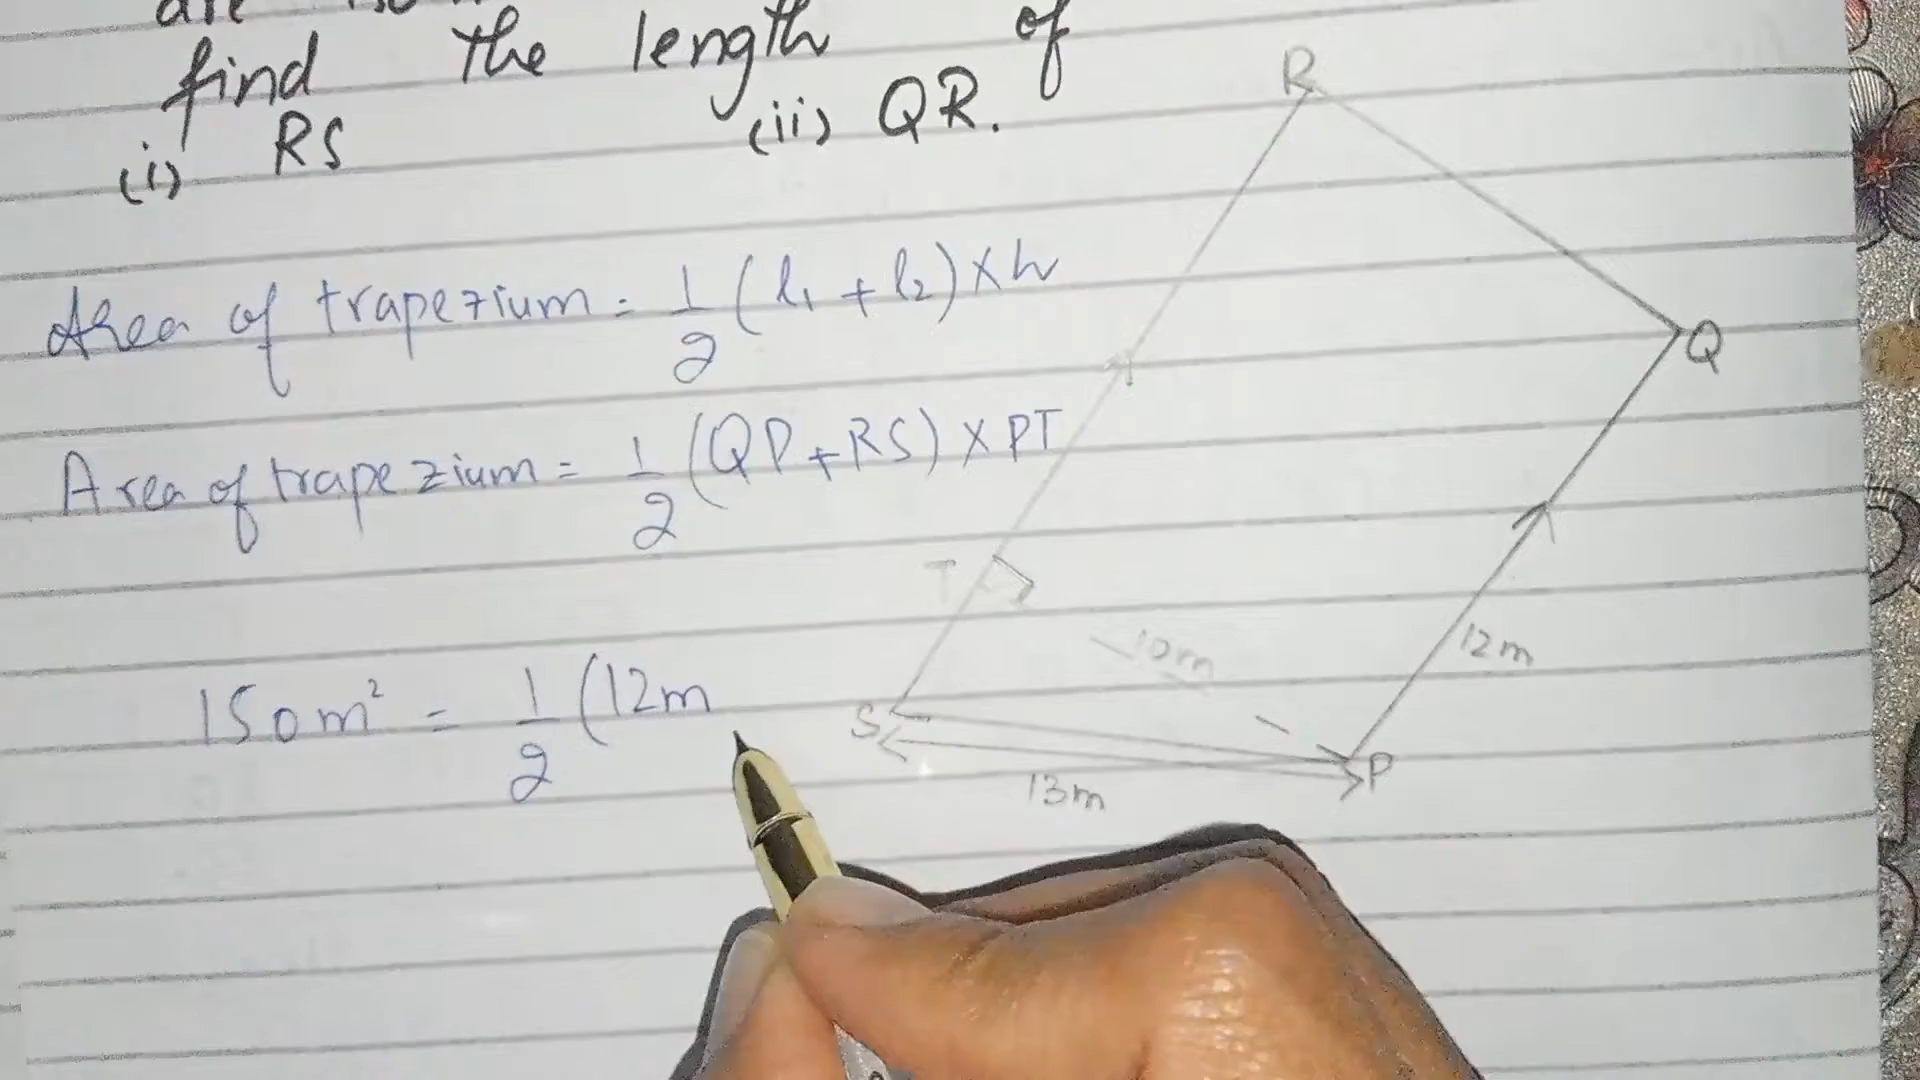 find the length of
(i) RS (ii) QR.
Area of trapezium = 1/2 (l₁ + l₂) × h
Area of trapezium = 1/2 (QP + RS) × PT
150 m² = 1/2 (12m
R
Q
T
10m
12m
S
P
13m